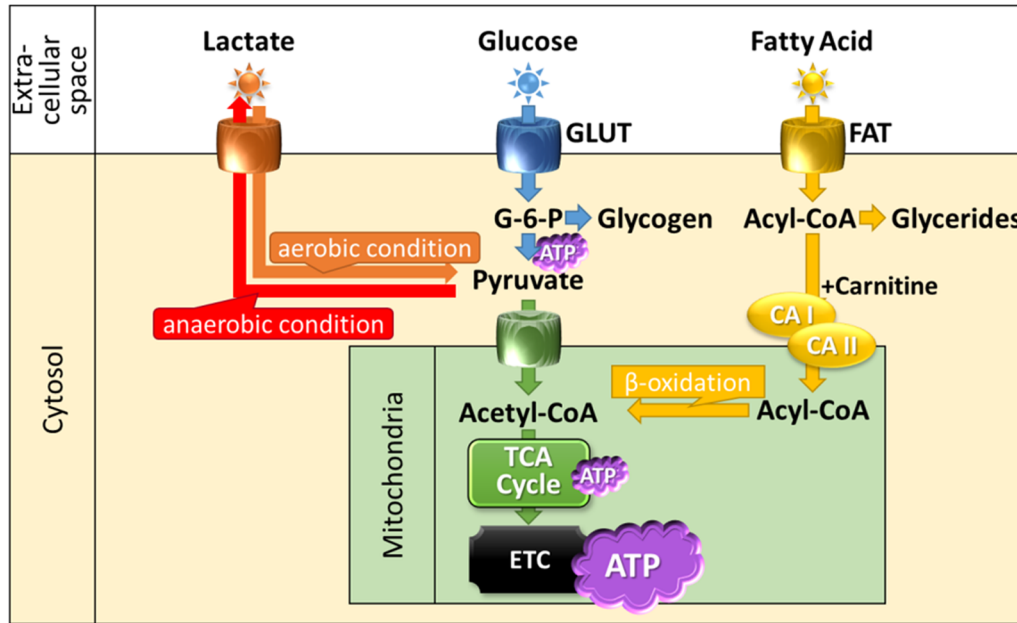 Extra-
cellular
space
Lactate
Glucose
Fatty Acid
GLUT
FAT
Cytosol
G-6-P
Glycogen
Acyl-CoA
Glycerides
ATP
aerobic condition
Pyruvate
+Carnitine
anaerobic condition
CA I
CA II
Mitochondria
β-oxidation
Acetyl-CoA
Acyl-CoA
TCA
Cycle
ATP
ETC
ATP